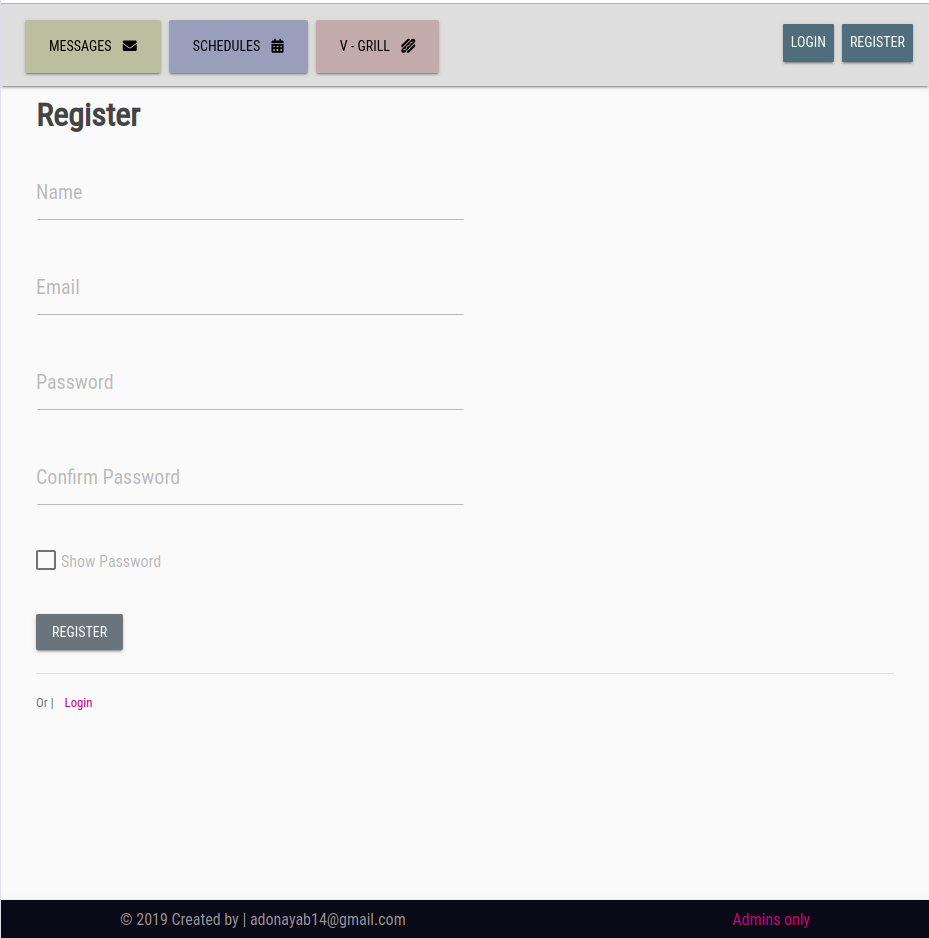 MESSAGES SCHEDULES V - GRILL LOGIN REGISTER
Register
Name
Email
Password
Confirm Password
Show Password
REGISTER
Or | Login
© 2019 Created by | adonayab14@gmail.com Admins only